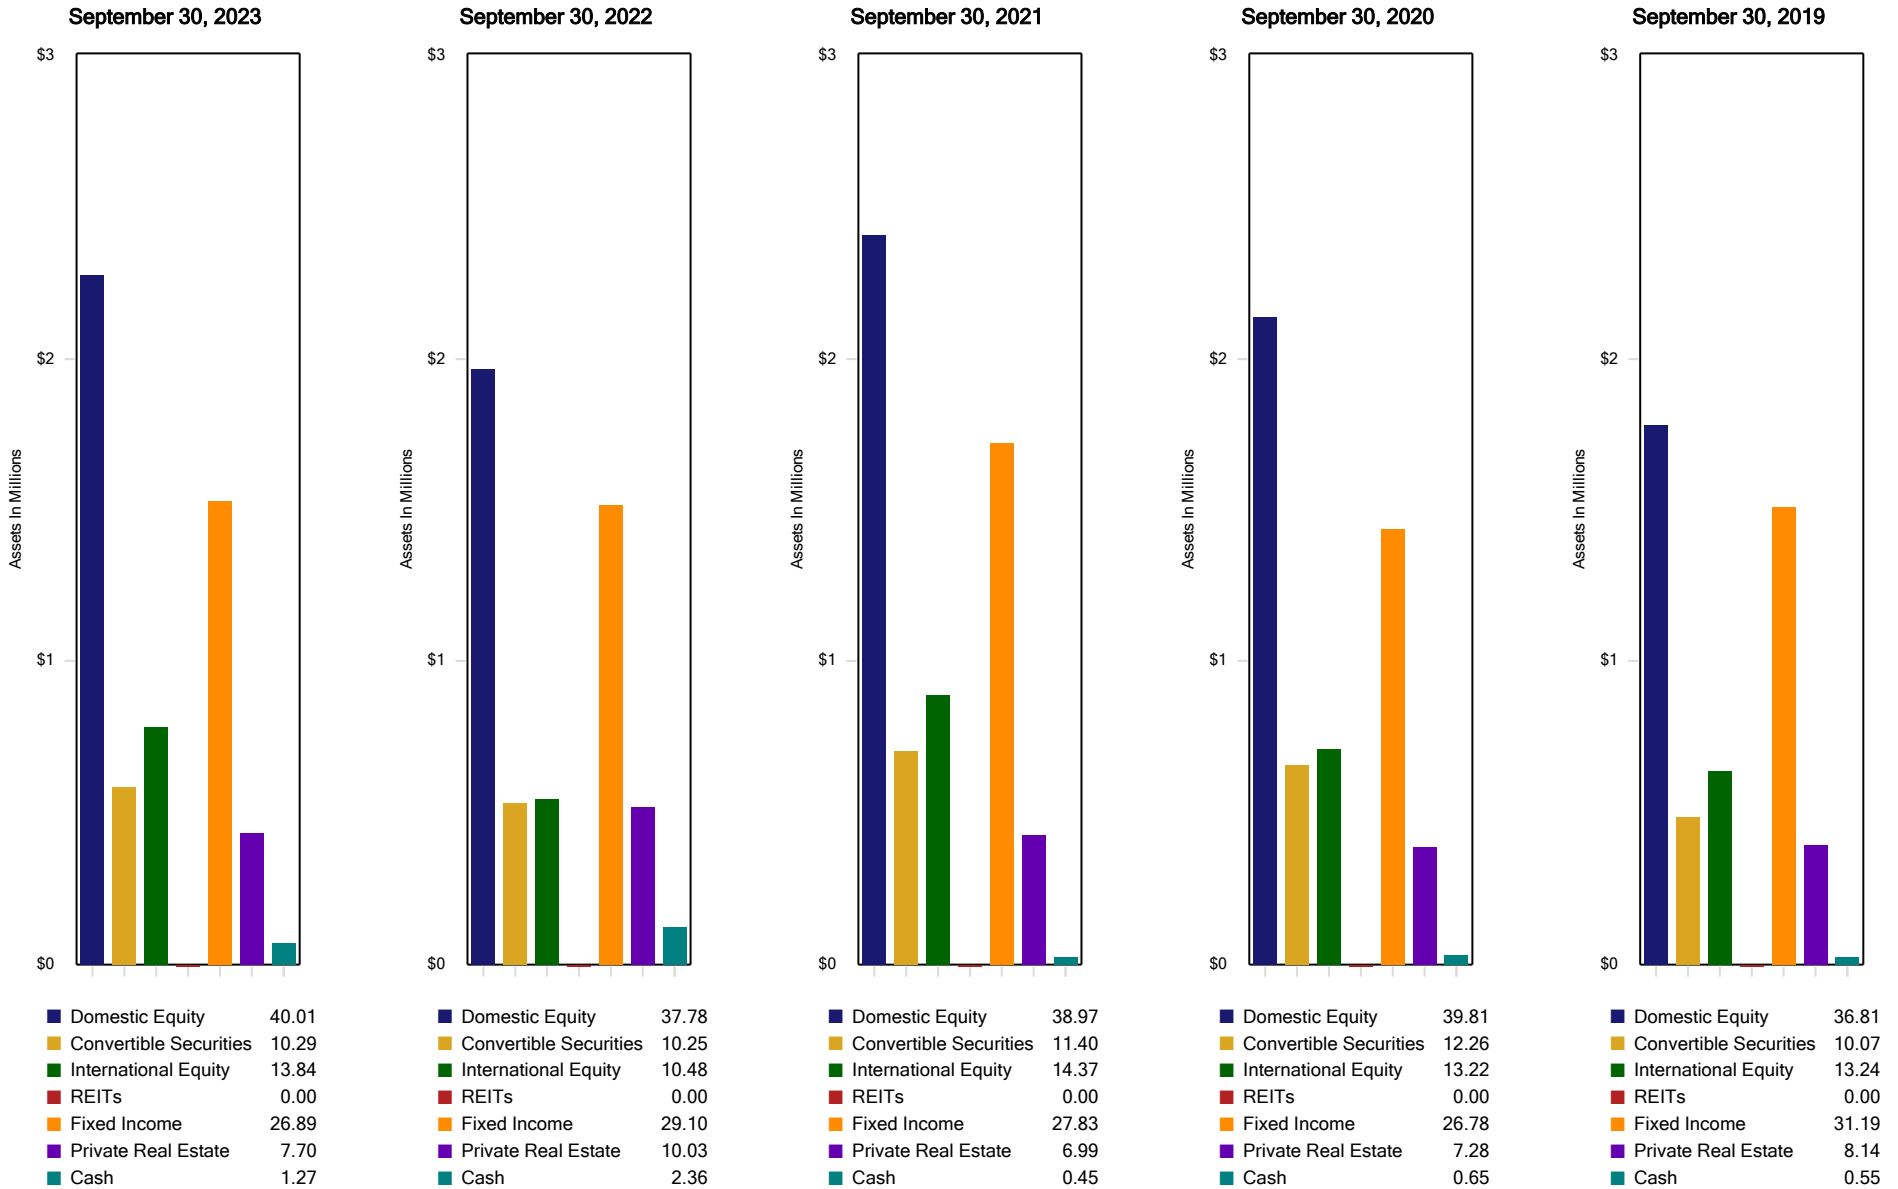 September 30, 2023
$3
$2
$1
$0
Assets In Millions
Domestic Equity 40.01
Convertible Securities 10.29
International Equity 13.84
REITs 0.00
Fixed Income 26.89
Private Real Estate 7.70
Cash 1.27
September 30, 2022
$3
$2
$1
$0
Assets In Millions
Domestic Equity 37.78
Convertible Securities 10.25
International Equity 10.48
REITs 0.00
Fixed Income 29.10
Private Real Estate 10.03
Cash 2.36
September 30, 2021
$3
$2
$1
$0
Assets In Millions
Domestic Equity 38.97
Convertible Securities 11.40
International Equity 14.37
REITs 0.00
Fixed Income 27.83
Private Real Estate 6.99
Cash 0.45
September 30, 2020
$3
$2
$1
$0
Assets In Millions
Domestic Equity 39.81
Convertible Securities 12.26
International Equity 13.22
REITs 0.00
Fixed Income 26.78
Private Real Estate 7.28
Cash 0.65
September 30, 2019
$3
$2
$1
$0
Assets In Millions
Domestic Equity 36.81
Convertible Securities 10.07
International Equity 13.24
REITs 0.00
Fixed Income 31.19
Private Real Estate 8.14
Cash 0.55